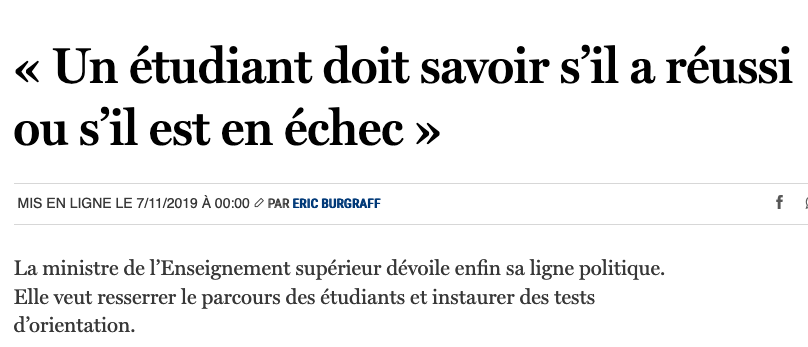 « Un étudiant doit savoir s’il a réussi
ou s’il est en échec »
MIS EN LIGNE LE 7/11/2019 À 00:00 PAR ERIC BURGRAFF
La ministre de l’Enseignement supérieur dévoile enfin sa ligne politique.
Elle veut resserrer le parcours des étudiants et instaurer des tests
d’orientation.